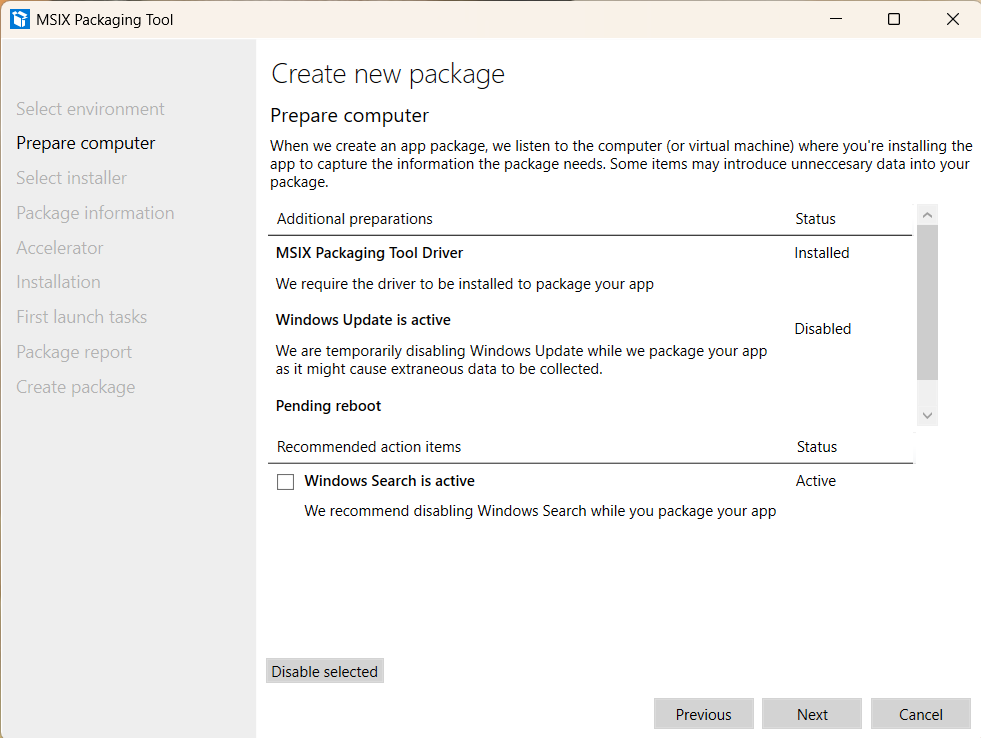 MSIX Packaging Tool
Create new package
Select environment
Prepare computer
Select installer
Package information
Accelerator
Installation
First launch tasks
Package report
Create package
Prepare computer
When we create an app package, we listen to the computer (or virtual machine) where you're installing the
app to capture the information the package needs. Some items may introduce unneccesary data into your
package.
Additional preparations Status
MSIX Packaging Tool Driver Installed
We require the driver to be installed to package your app
Windows Update is active Disabled
We are temporarily disabling Windows Update while we package your app
as it might cause extraneous data to be collected.
Pending reboot
Recommended action items Status
Windows Search is active Active
We recommend disabling Windows Search while you package your app
Disable selected
Previous Next Cancel